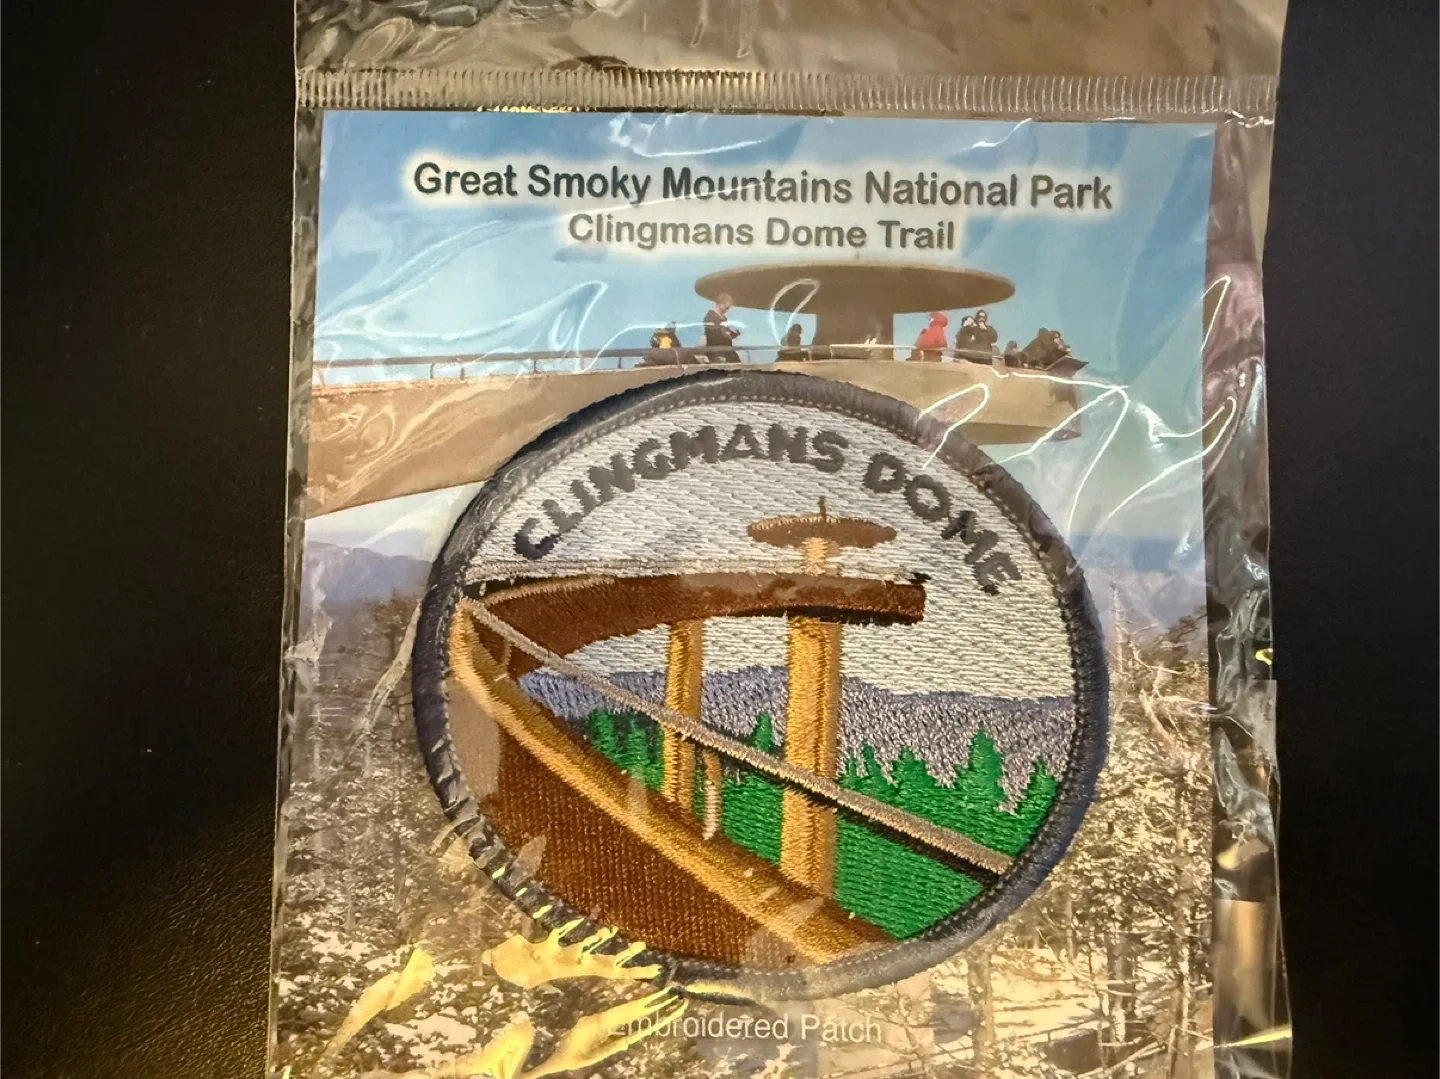 Great Smoky Mountains National Park
Clingmans Dome Trail
CLINGMANS DOME
Embroidered Patch